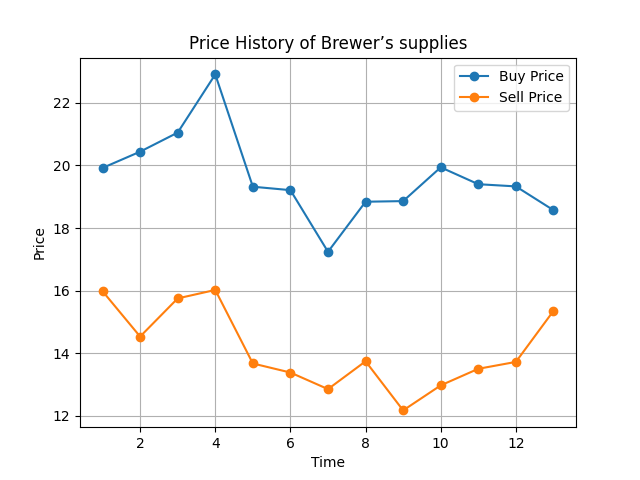 Price History of Brewer’s supplies
Buy Price
Sell Price
Price
22
20
18
16
14
12
2 4 6 8 10 12
Time